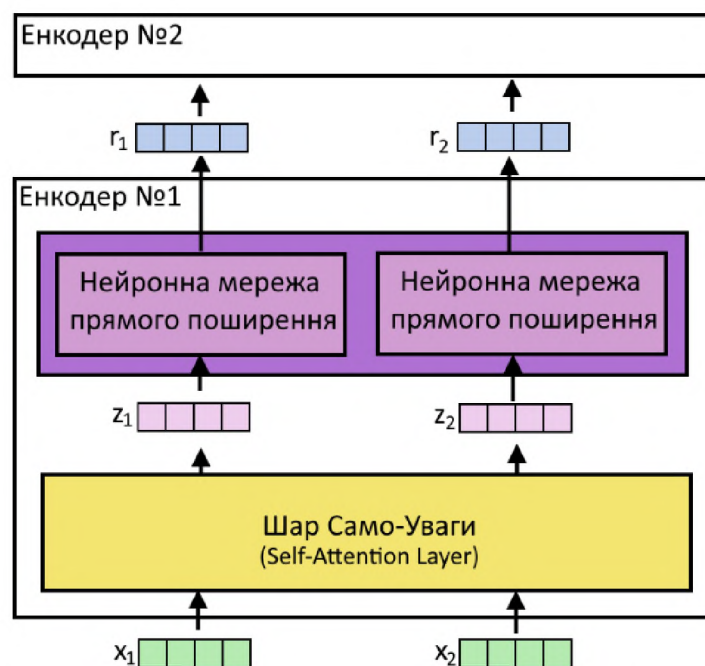 Енкодер №2
r₁ r₂
Енкодер №1
Нейронна мережа
прямого поширення
Нейронна мережа
прямого поширення
z₁ z₂
Шар Само-Уваги
(Self-Attention Layer)
x₁ x₂